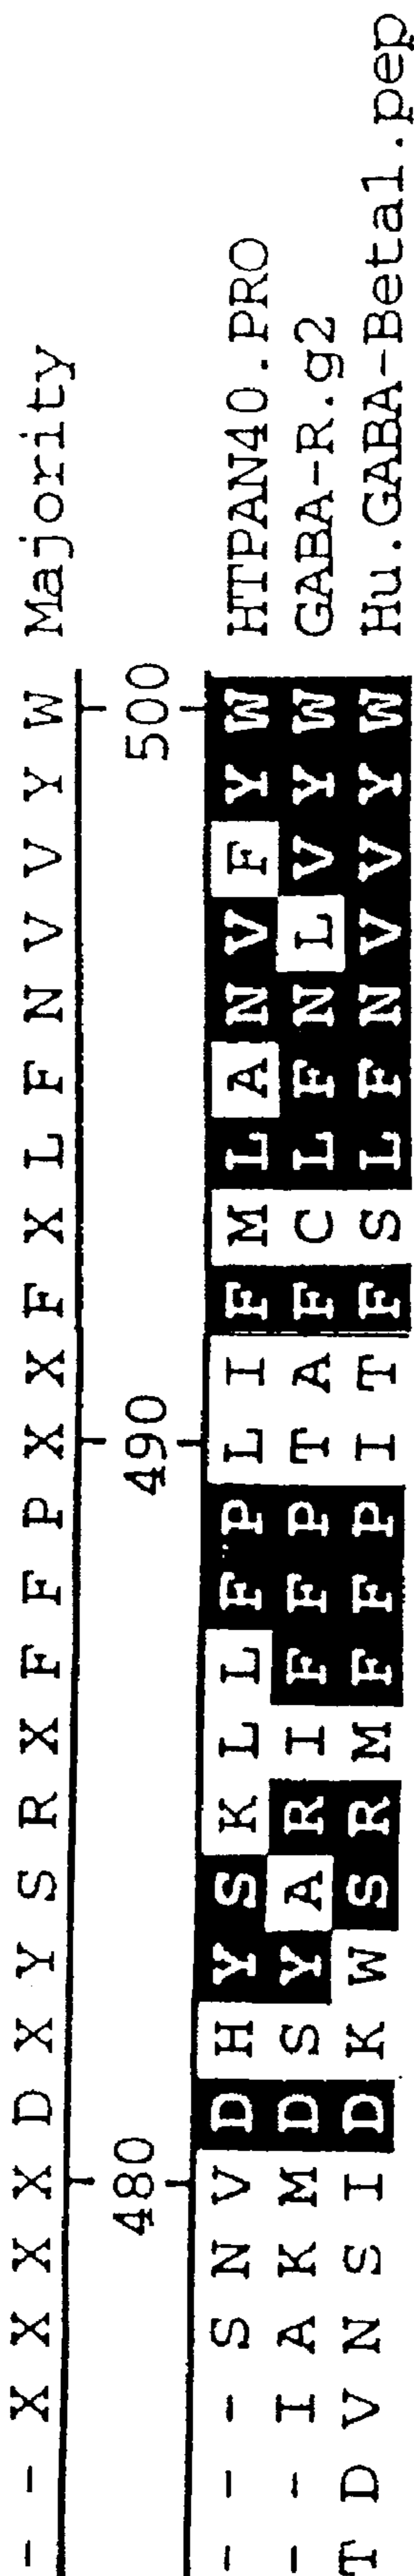 - - X X X X D X Y S R X F F P X X F X L F N V V Y W Majority
480 490 500
- - - S N V D H Y S K L L F P L I F M L A N V F Y W HTPAN40.PRO
- - I A K M D S Y A R I F F P T A F C L F N L V Y W GABA-R.g2
T D V N S I D K W S R M F F P I T F S L F N V V Y W Hu.GABA-Beta1.pep